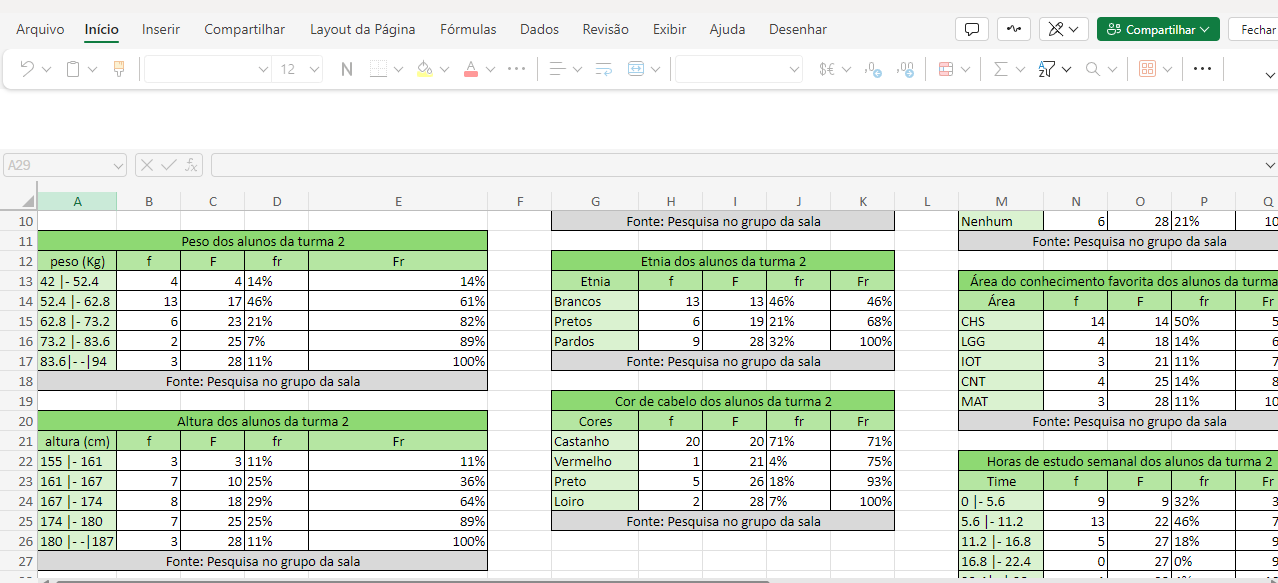 Arquivo Início Inserir Compartilhar Layout da Página Fórmulas Dados Revisão Exibir Ajuda Desenhar Compartilhar Fechar
12 N A $€ ,0 ,00 Σ
A29 fx
A B C D E F G H I J K L M N O P Q
10 Fonte: Pesquisa no grupo da sala Nenhum 6 28 21% 10
11 Peso dos alunos da turma 2 Fonte: Pesquisa no grupo da sala
12 peso (Kg) f F fr Fr Etnia dos alunos da turma 2
13 42 |- 52.4 4 4 14% 14% Etnia f F fr Fr Área do conhecimento favorita dos alunos da turma
14 52.4 |- 62.8 13 17 46% 61% Brancos 13 13 46% 46% Área f F fr Fr
15 62.8 |- 73.2 6 23 21% 82% Pretos 6 19 21% 68% CHS 14 14 50% 5
16 73.2 |- 83.6 2 25 7% 89% Pardos 9 28 32% 100% LGG 4 18 14% 6
17 83.6|- -|94 3 28 11% 100% Fonte: Pesquisa no grupo da sala IOT 3 21 11% 7
18 Fonte: Pesquisa no grupo da sala CNT 4 25 14% 8
19 Cor de cabelo dos alunos da turma 2 MAT 3 28 11% 10
20 Altura dos alunos da turma 2 Cores f F fr Fr Fonte: Pesquisa no grupo da sala
21 altura (cm) f F fr Fr Castanho 20 20 71% 71%
22 155 |- 161 3 3 11% 11% Vermelho 1 21 4% 75% Horas de estudo semanal dos alunos da turma 2
23 161 |- 167 7 10 25% 36% Preto 5 26 18% 93% Time f F fr Fr
24 167 |- 174 8 18 29% 64% Loiro 2 28 7% 100% 0 |- 5.6 9 9 32% 3
25 174 |- 180 7 25 25% 89% Fonte: Pesquisa no grupo da sala 5.6 |- 11.2 13 22 46% 7
26 180 |- -|187 3 28 11% 100% 11.2 |- 16.8 5 27 18% 9
27 Fonte: Pesquisa no grupo da sala 16.8 |- 22.4 0 27 0% 9